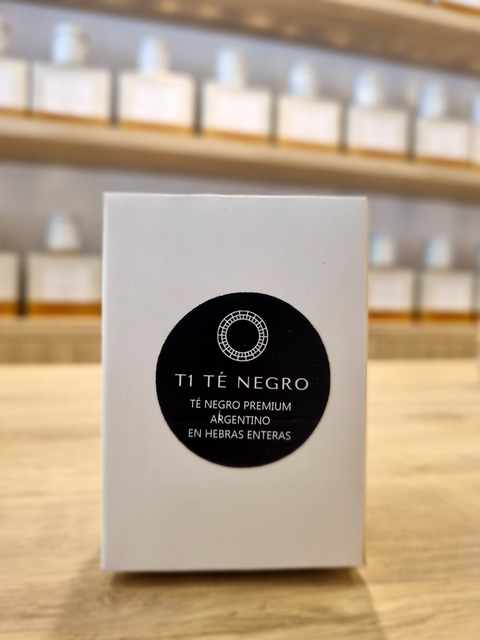 T1 TÉ NEGRO
TÉ NEGRO PREMIUM
ARGENTINO
EN HEBRAS ENTERAS